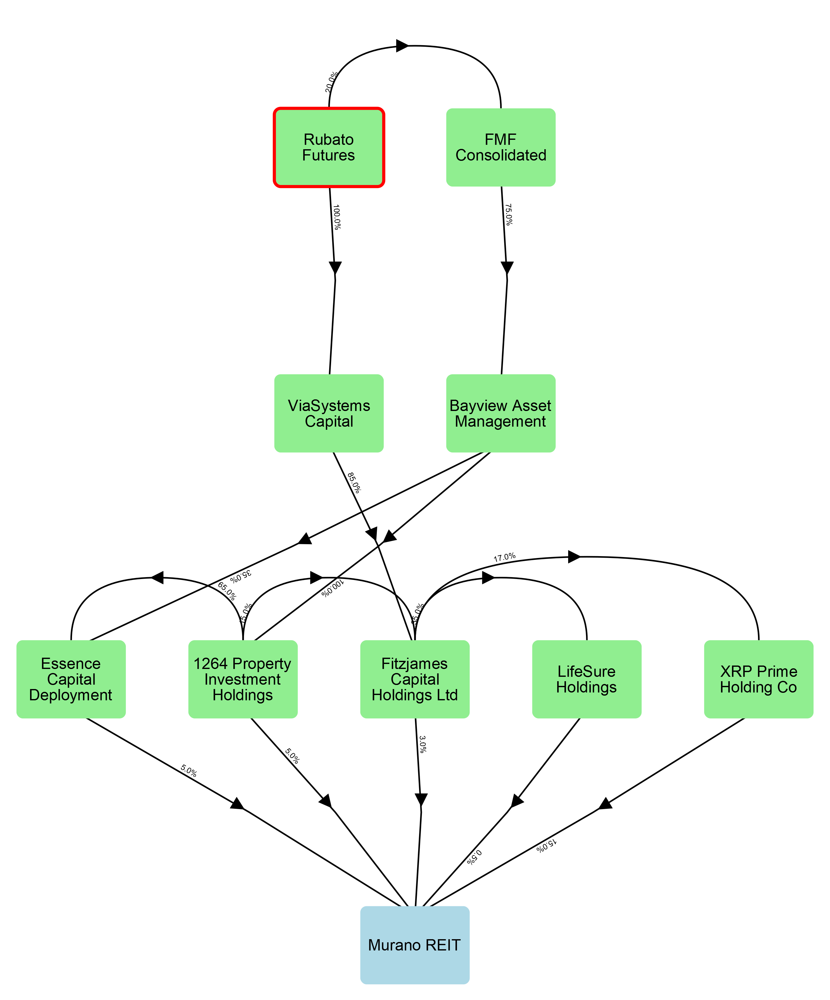 20.0%
Rubato
Futures
FMF
Consolidated
100.0%
75.0%
ViaSystems
Capital
Bayview Asset
Management
85.0%
17.0%
35.0%
65.0%
100.0%
15.0%
Essence
Capital
Deployment
1264 Property
Investment
Holdings
Fitzjames
Capital
Holdings Ltd
LifeSure
Holdings
XRP Prime
Holding Co
3.0%
5.0%
5.0%
15.0%
0.5%
Murano REIT